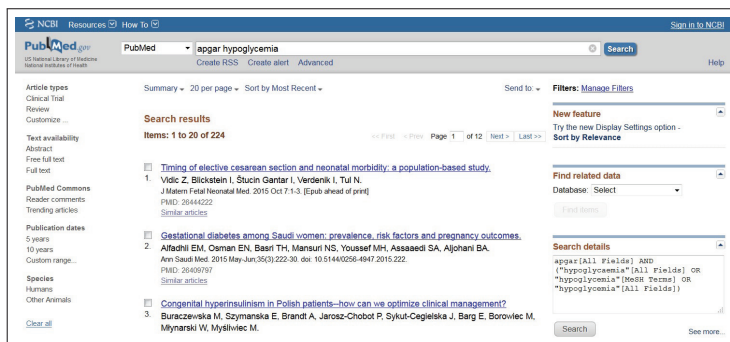 NCBI Resources How To Sign in to NCBI
PubMed.gov
US National Library of Medicine
National Institutes of Health
PubMed apgar hypoglycemia Search
Create RSS Create alert Advanced Help
Article types
Clinical Trial
Review
Customize ...
Text availability
Abstract
Free full text
Full text
PubMed Commons
Reader comments
Trending articles
Publication dates
5 years
10 years
Custom range...
Species
Humans
Other Animals
Clear all
Summary 20 per page Sort by Most Recent Send to:
Search results
Items: 1 to 20 of 224
<< First < Prev Page 1 of 12 Next > Last >>
Timing of elective cesarean section and neonatal morbidity: a population-based study.
1. Vidic Z, Blickstein I, Štucin Gantar I, Verdenik I, Tul N.
J Matern Fetal Neonatal Med. 2015 Oct 7:1-3. [Epub ahead of print]
PMID: 26444222
Similar articles
Gestational diabetes among Saudi women: prevalence, risk factors and pregnancy outcomes.
2. Alfadhli EM, Osman EN, Basri TH, Mansuri NS, Youssef MH, Assaaedi SA, Aljohani BA.
Ann Saudi Med. 2015 May-Jun;35(3):222-30. doi: 10.5144/0256-4947.2015.222.
PMID: 26409797
Similar articles
Congenital hyperinsulinism in Polish patients--how can we optimize clinical management?
3. Buraczewska M, Szymanska E, Brandt A, Jarosz-Chobot P, Sykut-Cegielska J, Barg E, Borowiec M,
Młynarski W, Myśliwiec M.
Filters: Manage Filters
New feature
Try the new Display Settings option -
Sort by Relevance
Find related data
Database: Select
Find items
Search details
apgar[All Fields] AND
("hypoglycaemia"[All Fields] OR
"hypoglycemia"[MeSH Terms] OR
"hypoglycemia"[All Fields])
Search
See more...